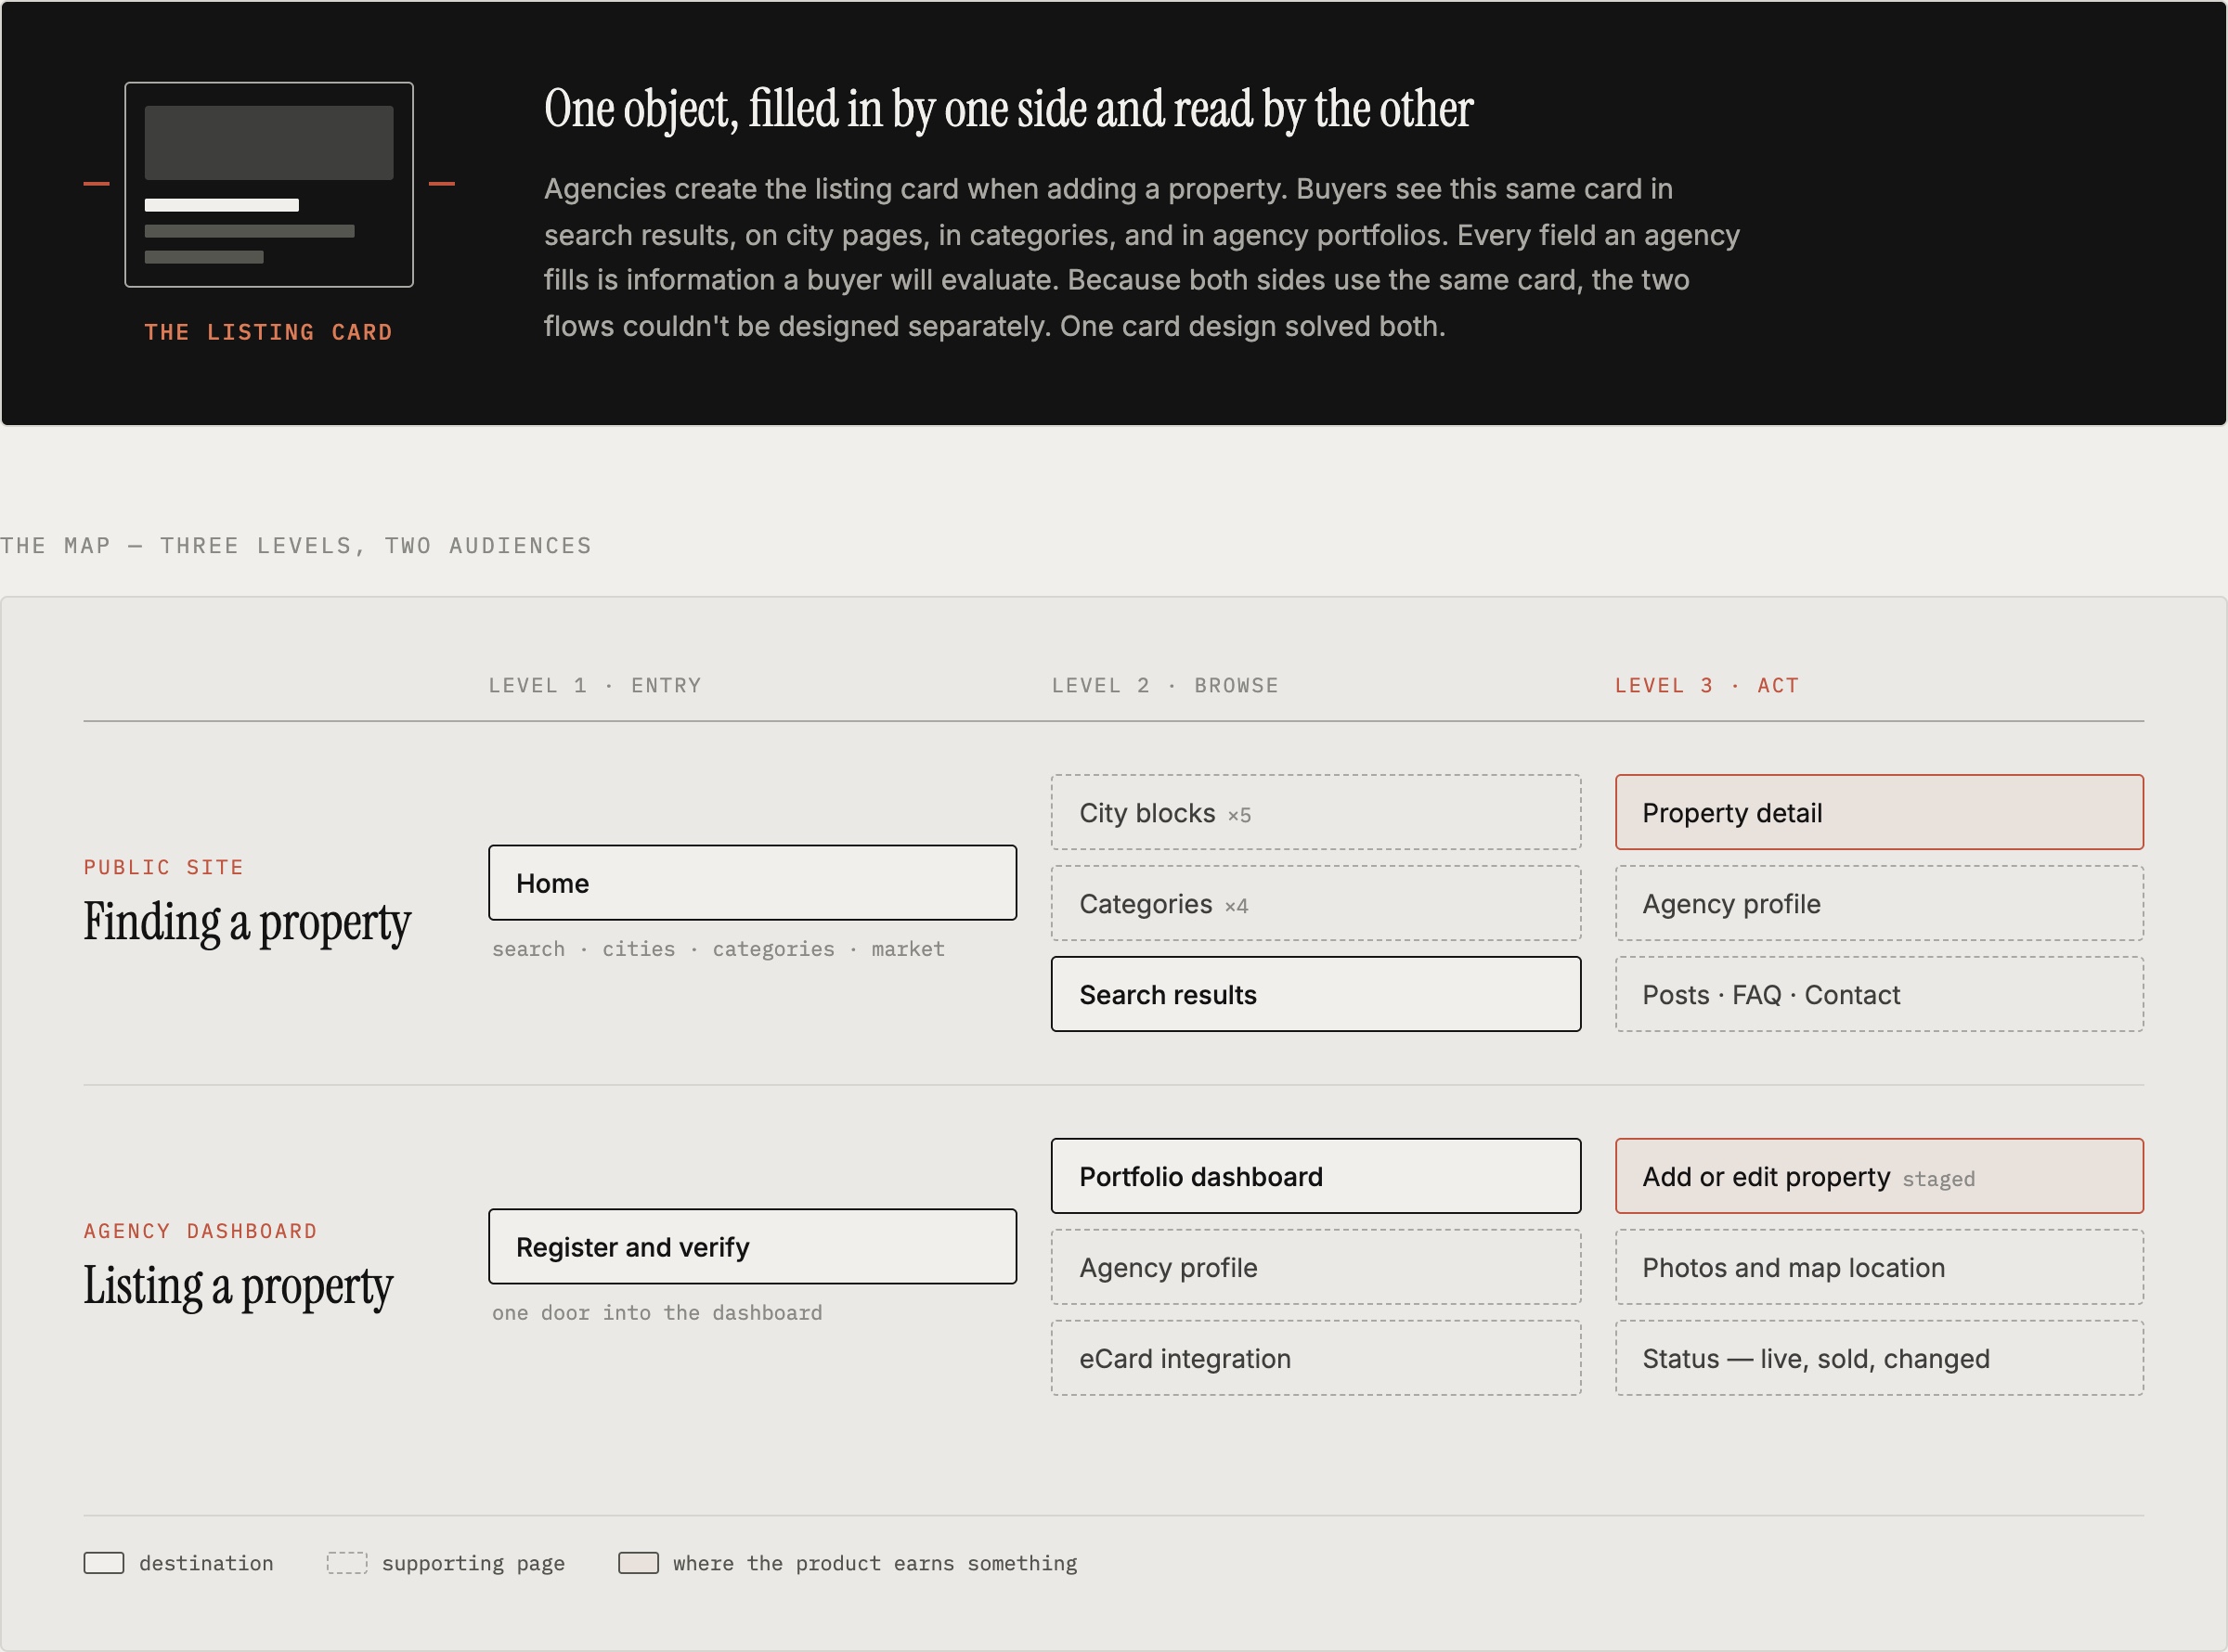 THE LISTING CARD
One object, filled in by one side and read by the other
Agencies create the listing card when adding a property. Buyers see this same card in
search results, on city pages, in categories, and in agency portfolios. Every field an agency
fills is information a buyer will evaluate. Because both sides use the same card, the two
flows couldn't be designed separately. One card design solved both.
THE MAP — THREE LEVELS, TWO AUDIENCES
LEVEL 1 · ENTRY
LEVEL 2 · BROWSE
LEVEL 3 · ACT
PUBLIC SITE
Finding a property
Home
search · cities · categories · market
City blocks ×5
Categories ×4
Search results
Property detail
Agency profile
Posts · FAQ · Contact
AGENCY DASHBOARD
Listing a property
Register and verify
one door into the dashboard
Portfolio dashboard
Agency profile
eCard integration
Add or edit property staged
Photos and map location
Status — live, sold, changed
destination
supporting page
where the product earns something